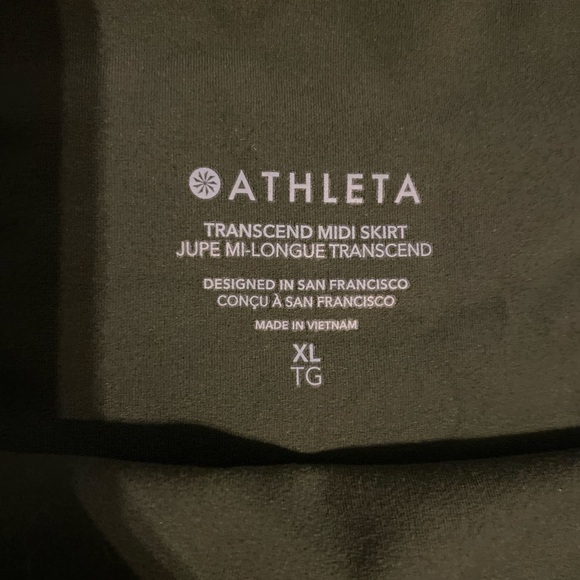 ATHLETA
TRANSCEND MIDI SKIRT
JUPE MI-LONGUE TRANSCEND
DESIGNED IN SAN FRANCISCO
CONÇU À SAN FRANCISCO
MADE IN VIETNAM
XL
TG